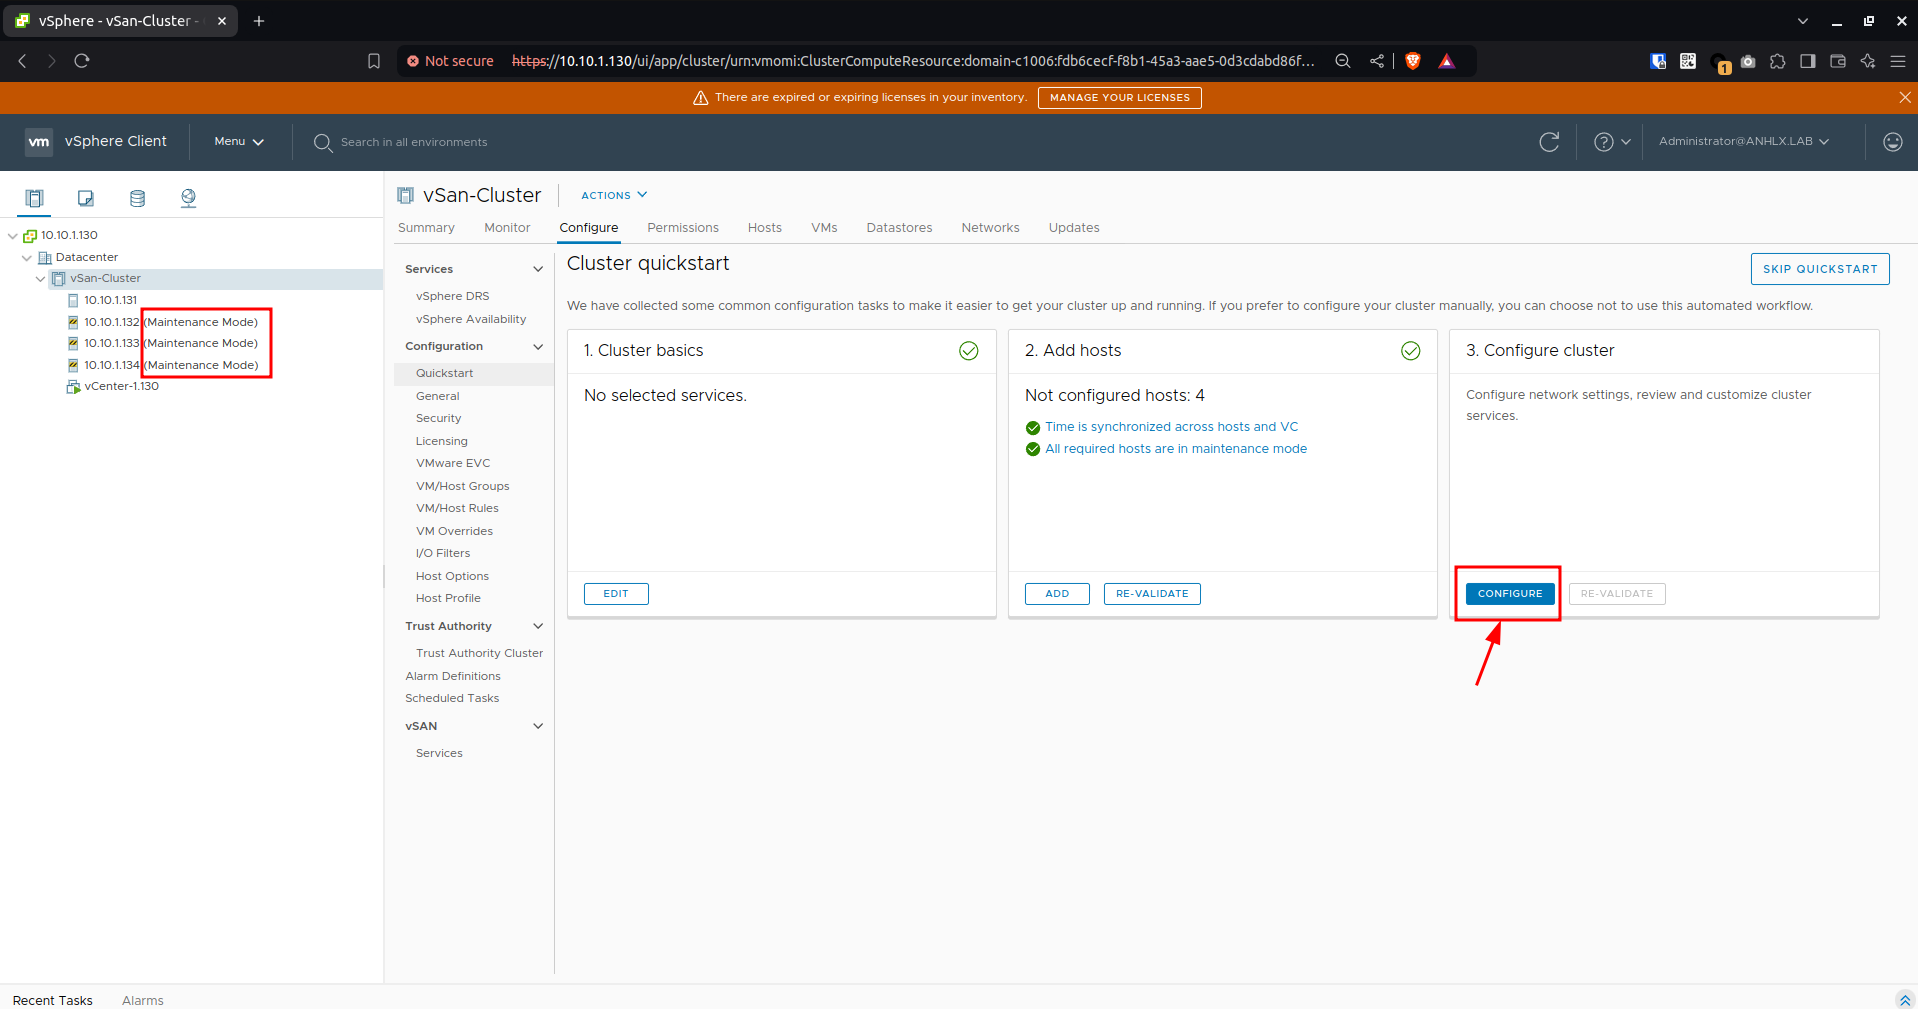 vSphere - vSan-Cluster -
Not secure https://10.10.1.130/ui/app/cluster/urn:vmomi:ClusterComputeResource:domain-c1006:fdb6cecf-f8b1-45a3-aae5-0d3cdabd86f...
1
There are expired or expiring licenses in your inventory. MANAGE YOUR LICENSES
vm vSphere Client Menu Search in all environments Administrator@ANHLX.LAB
10.10.1.130
Datacenter
vSan-Cluster
10.10.1.131
10.10.1.132 (Maintenance Mode)
10.10.1.133 (Maintenance Mode)
10.10.1.134 (Maintenance Mode)
vCenter-1.130
vSan-Cluster ACTIONS
Summary Monitor Configure Permissions Hosts VMs Datastores Networks Updates
Services
vSphere DRS
vSphere Availability
Configuration
Quickstart
General
Security
Licensing
VMware EVC
VM/Host Groups
VM/Host Rules
VM Overrides
I/O Filters
Host Options
Host Profile
Trust Authority
Trust Authority Cluster
Alarm Definitions
Scheduled Tasks
vSAN
Services
Cluster quickstart
SKIP QUICKSTART
We have collected some common configuration tasks to make it easier to get your cluster up and running. If you prefer to configure your cluster manually, you can choose not to use this automated workflow.
1. Cluster basics
No selected services.
EDIT
2. Add hosts
Not configured hosts: 4
Time is synchronized across hosts and VC
All required hosts are in maintenance mode
ADD RE-VALIDATE
3. Configure cluster
Configure network settings, review and customize cluster
services.
CONFIGURE RE-VALIDATE
Recent Tasks Alarms